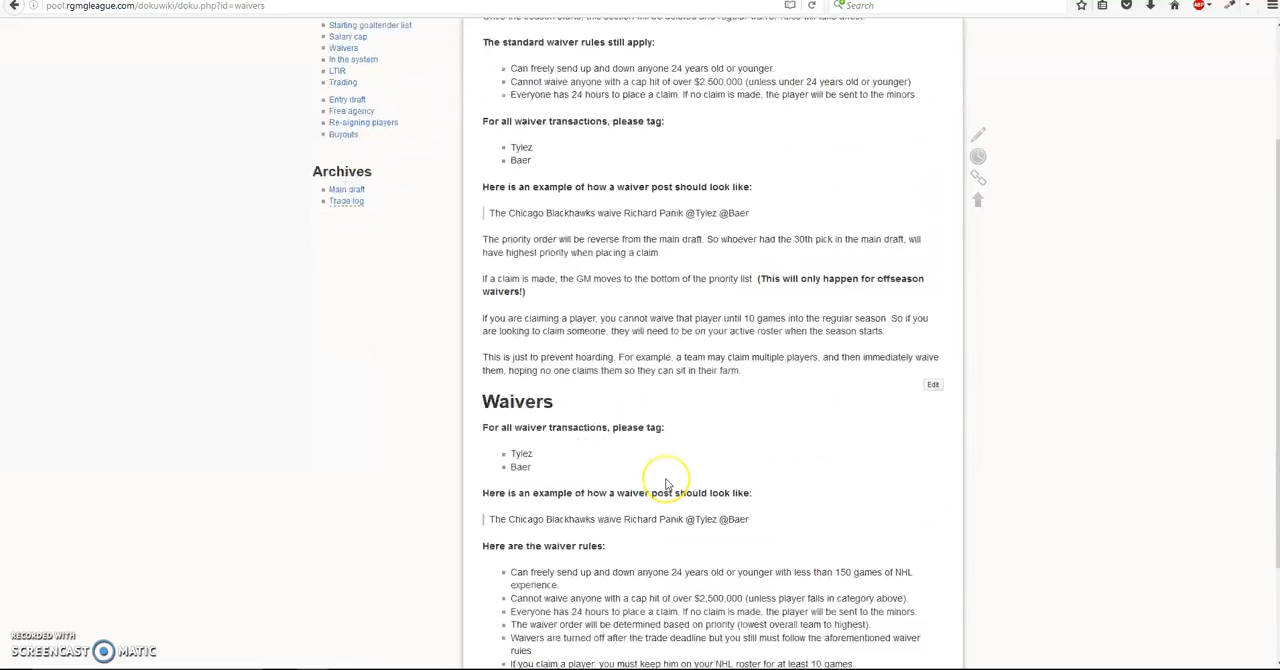 pool.rgmgleague.com/dokuwiki/doku.php?id=waivers
Search
ABP
Starting goaltender list
Salary cap
Waivers
In the system
LTIR
Trading
Entry draft
Free agency
Re-signing players
Buyouts
Archives
Main draft
Trade log
Once the season starts, this section will be deleted and regular waiver rules will take effect.
The standard waiver rules still apply:
Can freely send up and down anyone 24 years old or younger.
Cannot waive anyone with a cap hit of over $2,500,000 (unless under 24 years old or younger)
Everyone has 24 hours to place a claim. If no claim is made, the player will be sent to the minors.
For all waiver transactions, please tag:
Tylez
Baer
Here is an example of how a waiver post should look like:
The Chicago Blackhawks waive Richard Panik @Tylez @Baer
The priority order will be reverse from the main draft. So whoever had the 30th pick in the main draft, will
have highest priority when placing a claim
If a claim is made, the GM moves to the bottom of the priority list. (This will only happen for offseason
waivers!)
If you are claiming a player, you cannot waive that player until 10 games into the regular season. So if you
are looking to claim someone, they will need to be on your active roster when the season starts.
This is just to prevent hoarding. For example, a team may claim multiple players, and then immediately waive
them, hoping no one claims them so they can sit in their farm.
Edit
Waivers
For all waiver transactions, please tag:
Tylez
Baer
Here is an example of how a waiver post should look like:
The Chicago Blackhawks waive Richard Panik @Tylez @Baer
Here are the waiver rules:
Can freely send up and down anyone 24 years old or younger with less than 150 games of NHL
experience.
Cannot waive anyone with a cap hit of over $2,500,000 (unless player falls in category above).
Everyone has 24 hours to place a claim. If no claim is made, the player will be sent to the minors.
The waiver order will be determined based on priority (lowest overall team to highest).
Waivers are turned off after the trade deadline but you still must follow the aforementioned waiver
rules.
If you claim a player, you must keep him on your NHL roster for at least 10 games
RECORDED WITH
SCREENCAST MATIC